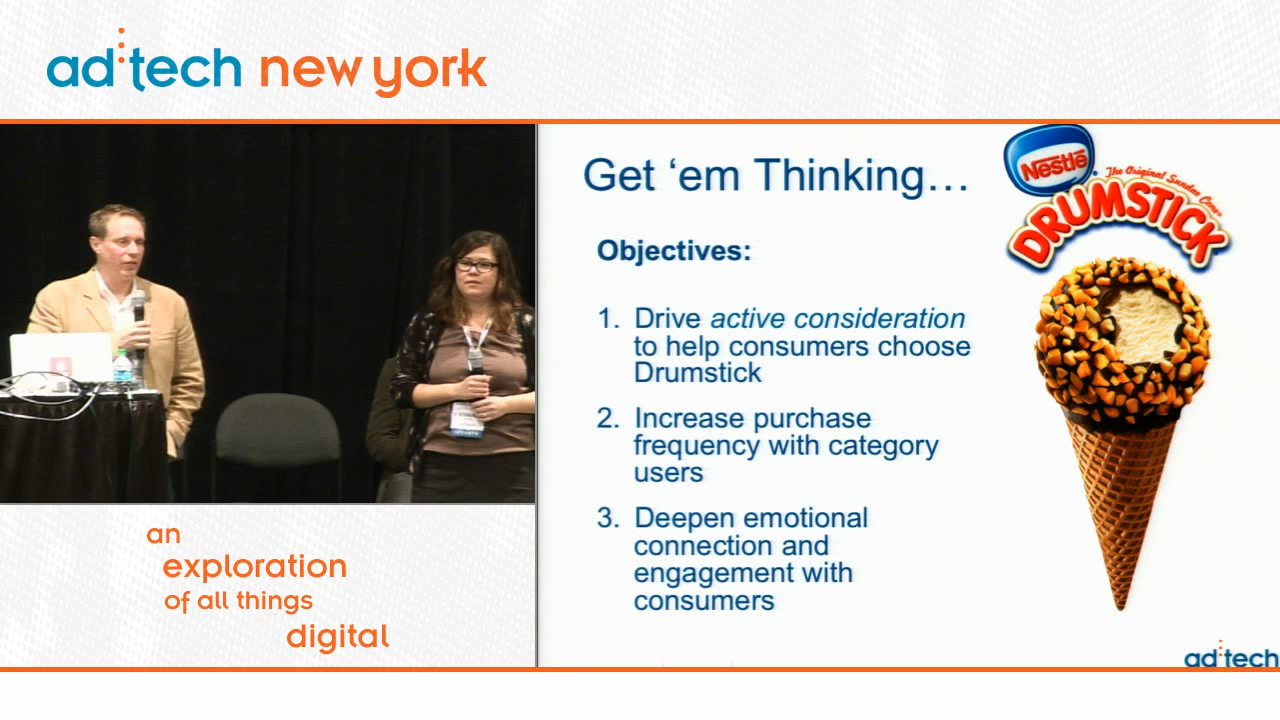 ad:tech new york
Get ‘em Thinking…
Nestlé
The Original Sundae Cone
DRUMSTICK
Objectives:
1. Drive active consideration
to help consumers choose
Drumstick
2. Increase purchase
frequency with category
users
3. Deepen emotional
connection and
engagement with
consumers
an
exploration
of all things
digital
ad:tech